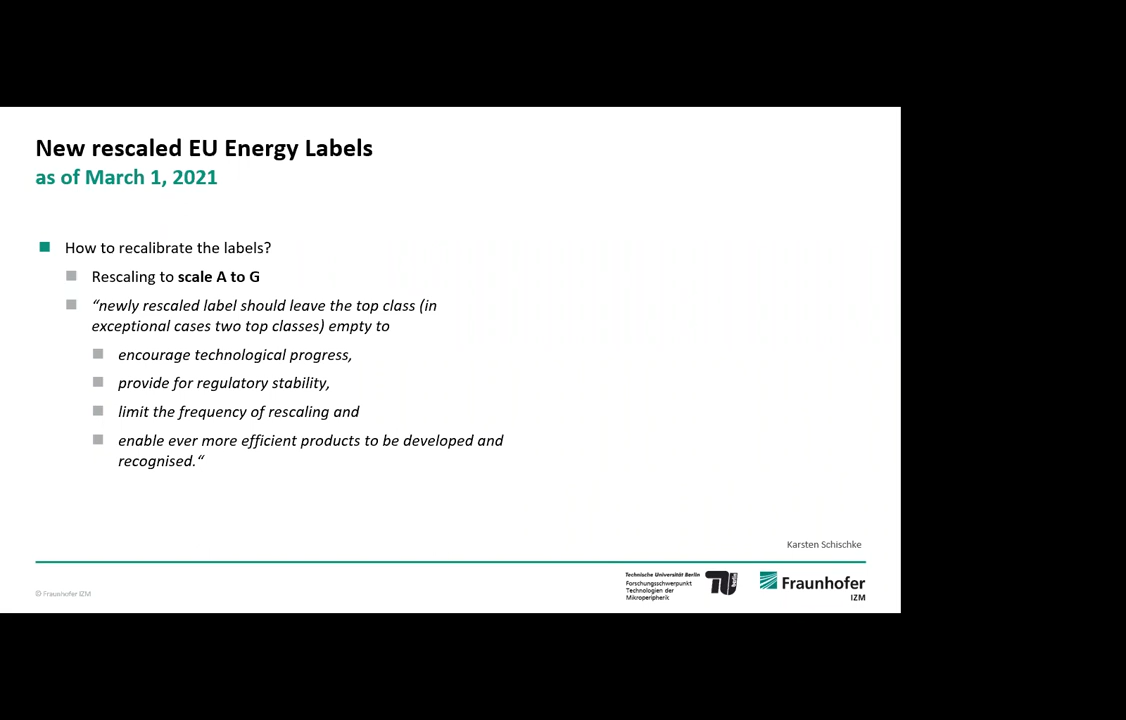 New rescaled EU Energy Labels
as of March 1, 2021
How to recalibrate the labels?
Rescaling to scale A to G
“newly rescaled label should leave the top class (in
exceptional cases two top classes) empty to
encourage technological progress,
provide for regulatory stability,
limit the frequency of rescaling and
enable ever more efficient products to be developed and
recognised.“
Karsten Schischke
© Fraunhofer IZM
Technische Universität Berlin
Forschungsschwerpunkt
Technologien der
Mikroperipherik
berlin
Fraunhofer
IZM